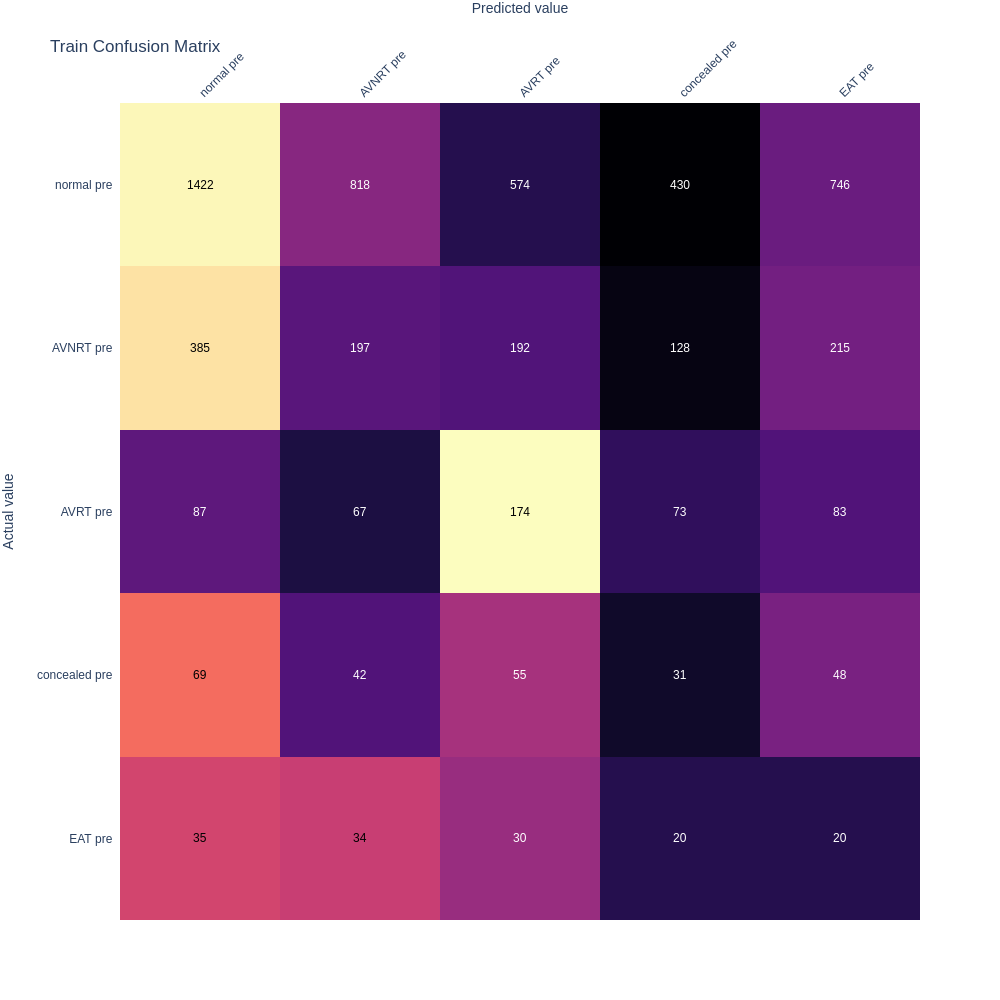 Predicted value
Train Confusion Matrix
normal pre AVNRT pre AVRT pre concealed pre EAT pre
normal pre 1422 818 574 430 746
AVNRT pre 385 197 192 128 215
AVRT pre 87 67 174 73 83
concealed pre 69 42 55 31 48
EAT pre 35 34 30 20 20
Actual value